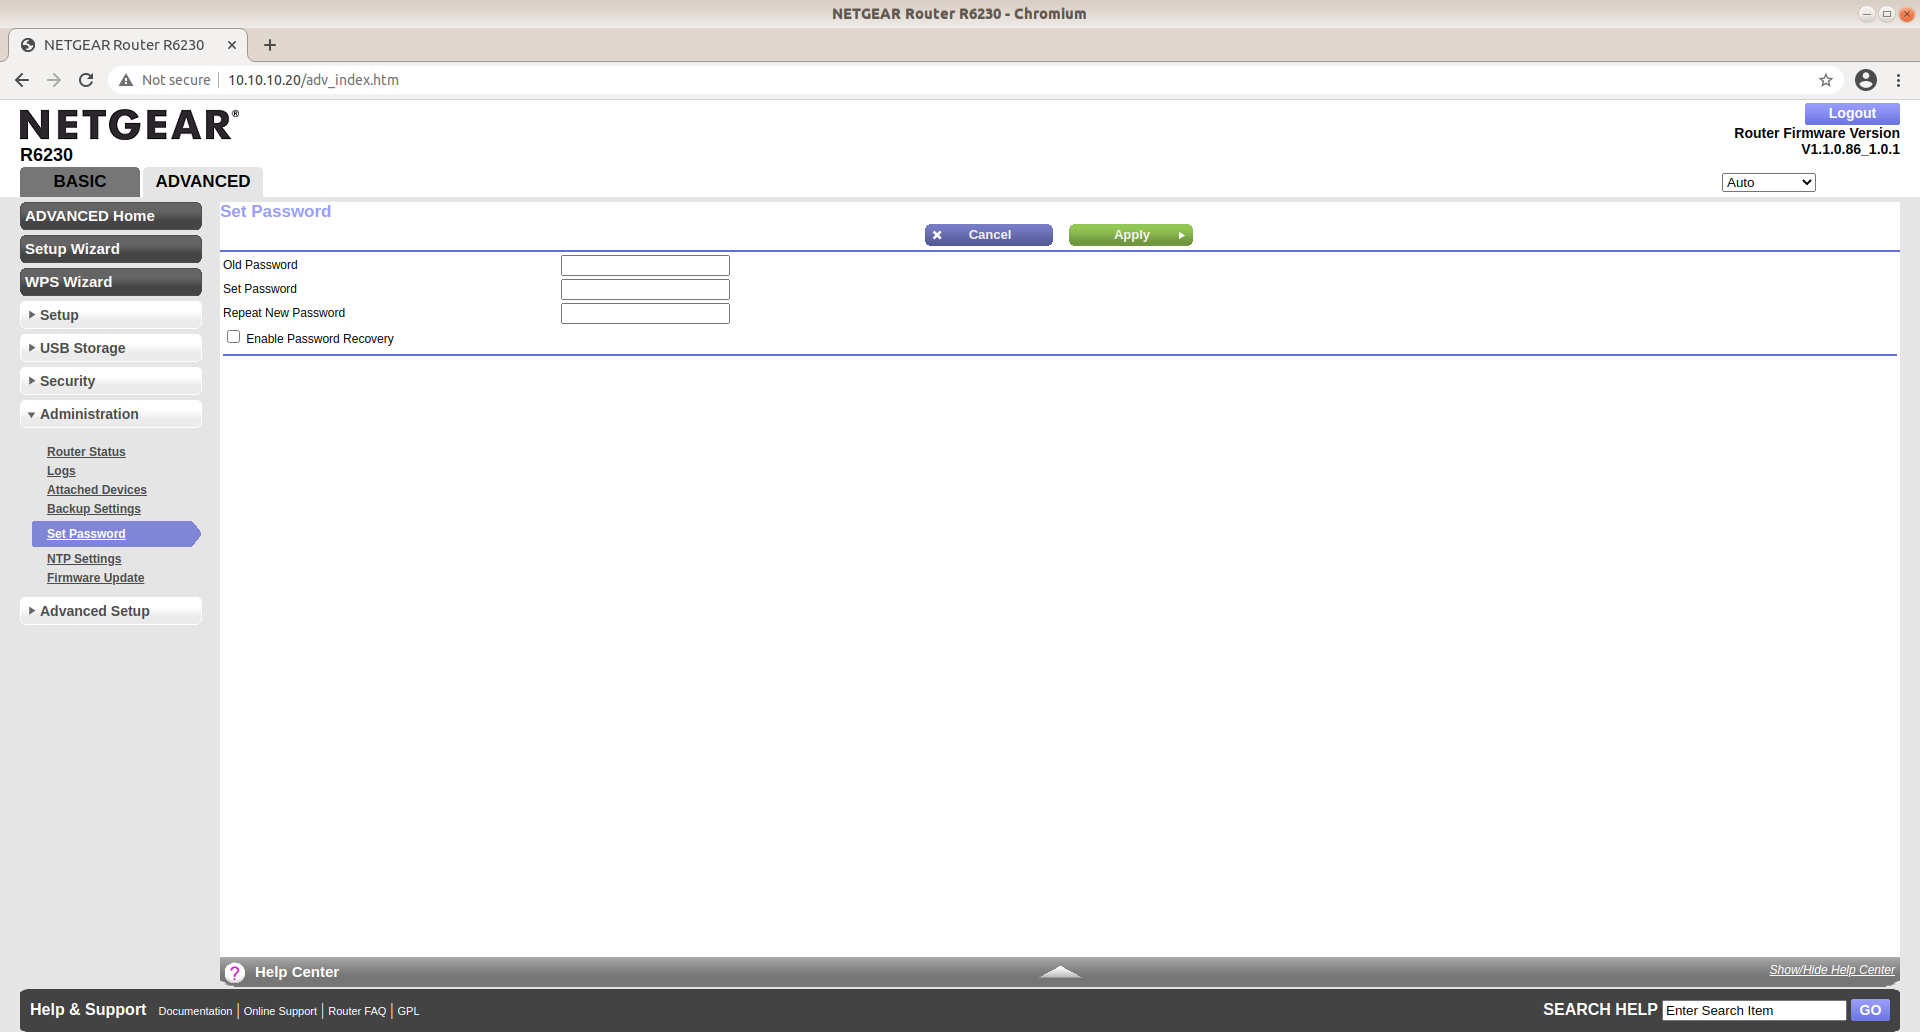 NETGEAR Router R6230 - Chromium
NETGEAR Router R6230
Not secure 10.10.10.20/adv_index.htm
NETGEAR®
R6230
Logout
Router Firmware Version
V1.1.0.86_1.0.1
BASIC
ADVANCED
Auto
ADVANCED Home
Setup Wizard
WPS Wizard
Setup
USB Storage
Security
Administration
Router Status
Logs
Attached Devices
Backup Settings
Set Password
NTP Settings
Firmware Update
Advanced Setup
Set Password
Cancel
Apply
Old Password
Set Password
Repeat New Password
Enable Password Recovery
? Help Center
Show/Hide Help Center
Help & Support Documentation | Online Support | Router FAQ | GPL
SEARCH HELP Enter Search Item GO